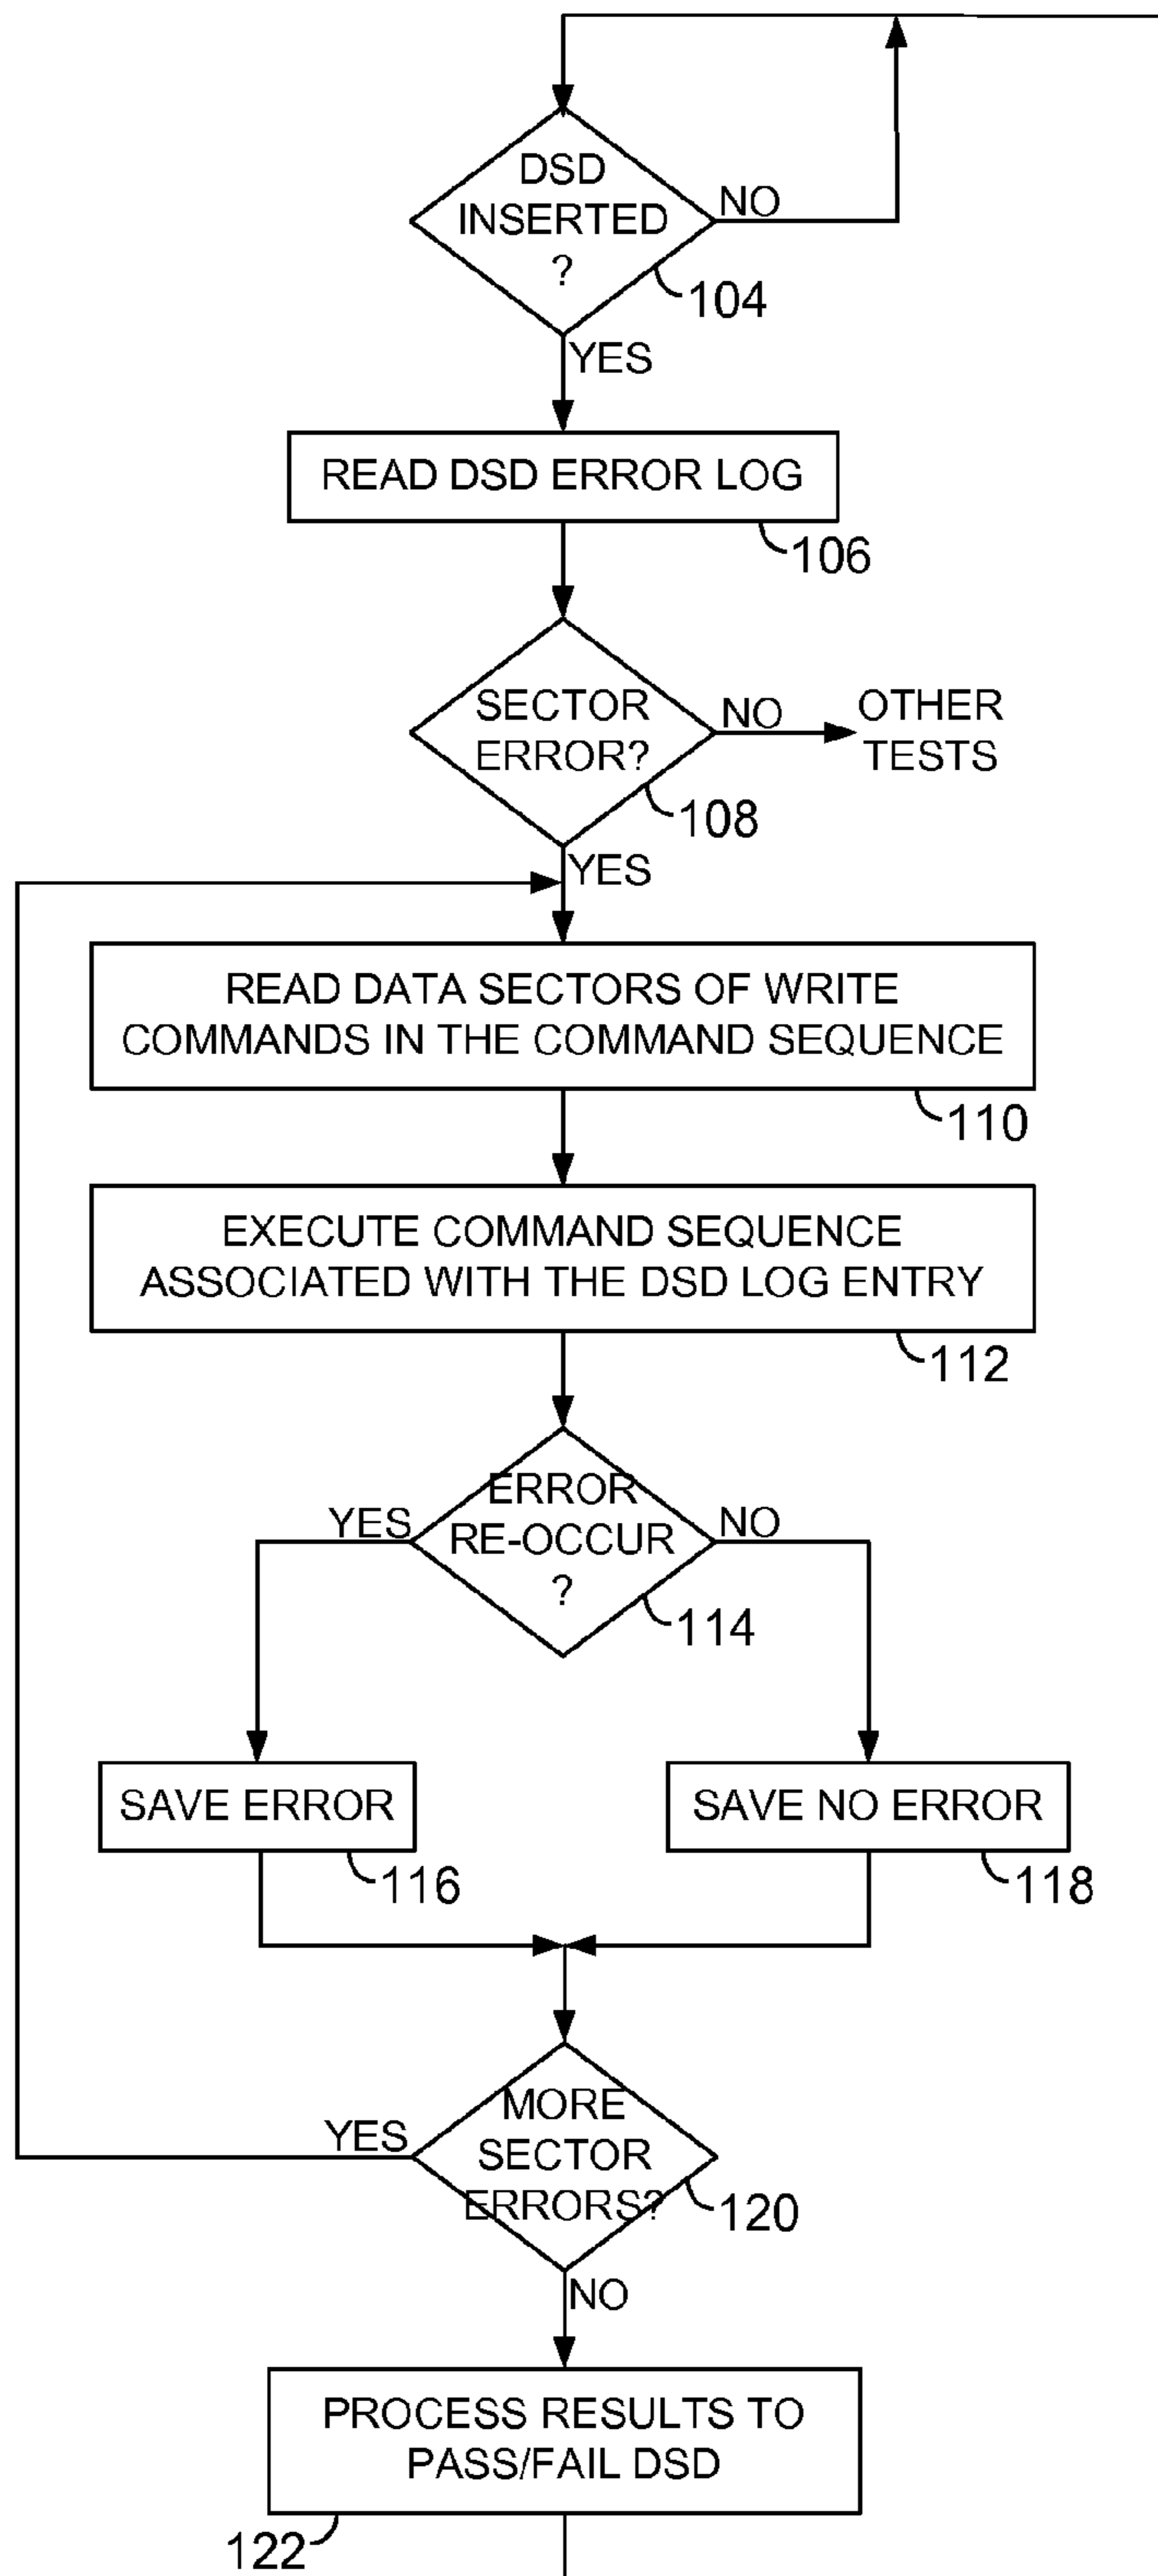 DSD
INSERTED
?
NO
104
YES
READ DSD ERROR LOG
106
SECTOR
ERROR?
NO
OTHER
TESTS
108
YES
READ DATA SECTORS OF WRITE
COMMANDS IN THE COMMAND SEQUENCE
110
EXECUTE COMMAND SEQUENCE
ASSOCIATED WITH THE DSD LOG ENTRY
112
ERROR
RE-OCCUR
?
YES
NO
114
SAVE ERROR
116
SAVE NO ERROR
118
MORE
SECTOR
ERRORS?
YES
120
NO
PROCESS RESULTS TO
PASS/FAIL DSD
122